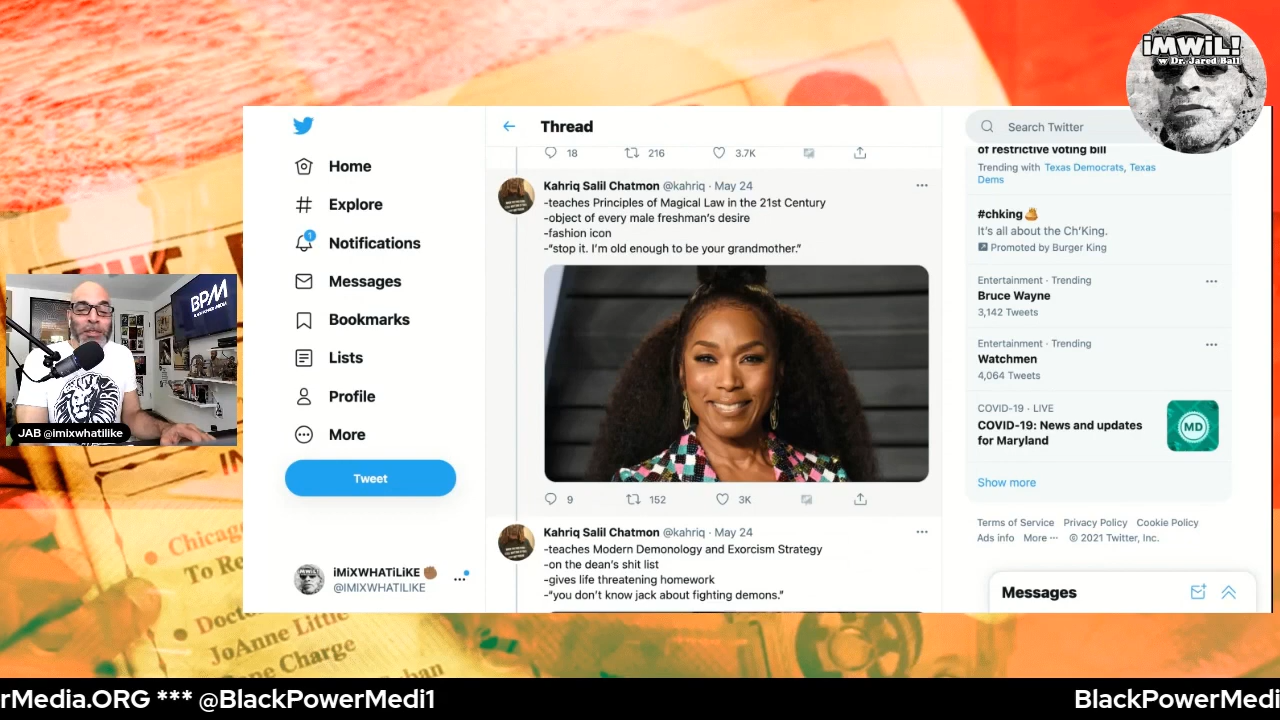 iMWiL!
w Dr. Jared Ball
Home
Explore
1
Notifications
Messages
Bookmarks
Lists
Profile
More
Tweet
iMiXWHATiLiKE
@IMIXWHATILIKE
Thread
18 216 3.7K
Kahriq Salil Chatmon @kahriq · May 24
-teaches Principles of Magical Law in the 21st Century
-object of every male freshman's desire
-fashion icon
-"stop it. I'm old enough to be your grandmother."
9 152 3K
Kahriq Salil Chatmon @kahriq · May 24
-teaches Modern Demonology and Exorcism Strategy
-on the dean's shit list
-gives life threatening homework
-"you don't know jack about fighting demons."
Search Twitter
of restrictive voting bill
Trending with Texas Democrats, Texas
Dems
#chking
It's all about the Ch'King.
Promoted by Burger King
Entertainment · Trending
Bruce Wayne
3,142 Tweets
Entertainment · Trending
Watchmen
4,064 Tweets
COVID-19 · LIVE
COVID-19: News and updates
for Maryland
MD
Show more
Terms of Service Privacy Policy Cookie Policy
Ads info More ··· © 2021 Twitter, Inc.
Messages
BPM
JAB @imixwhatilike
Chicago
To Re
JoAnne Little
Charge
rMedia.ORG *** @BlackPowerMedi1
BlackPowerMedi